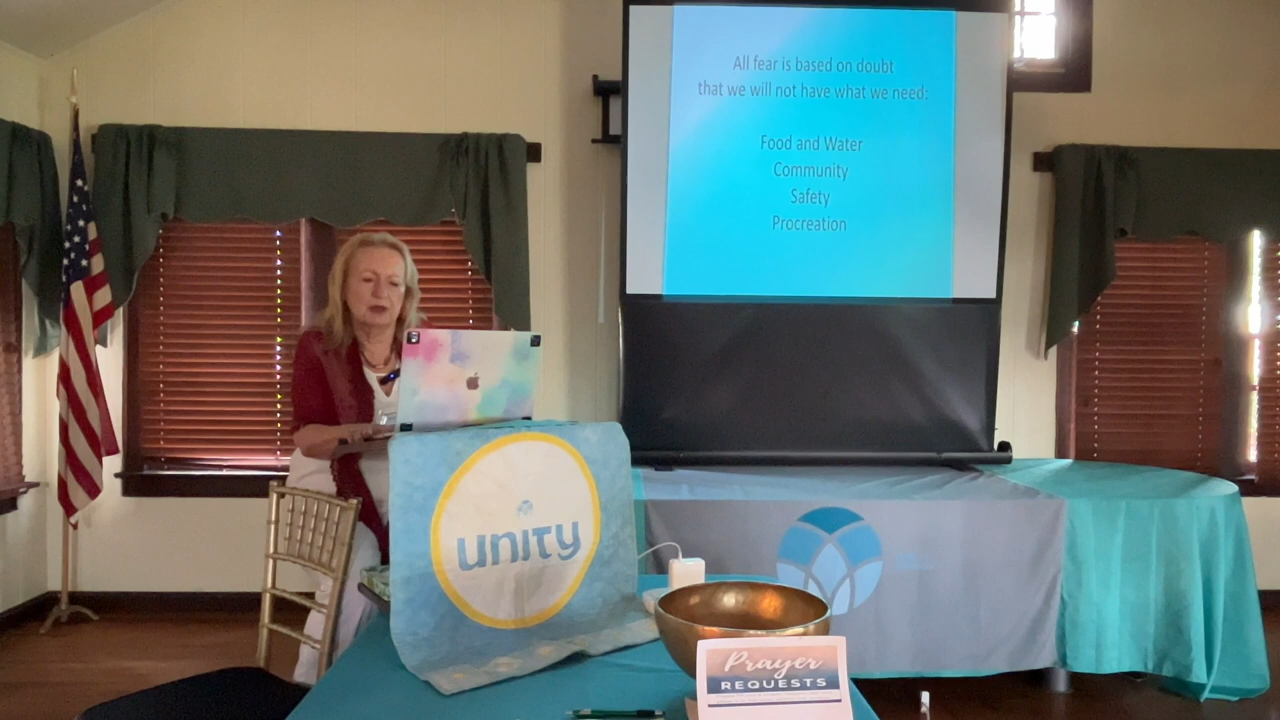 All fear is based on doubt
that we will not have what we need:
Food and Water
Community
Safety
Procreation
unity
Prayer
REQUESTS